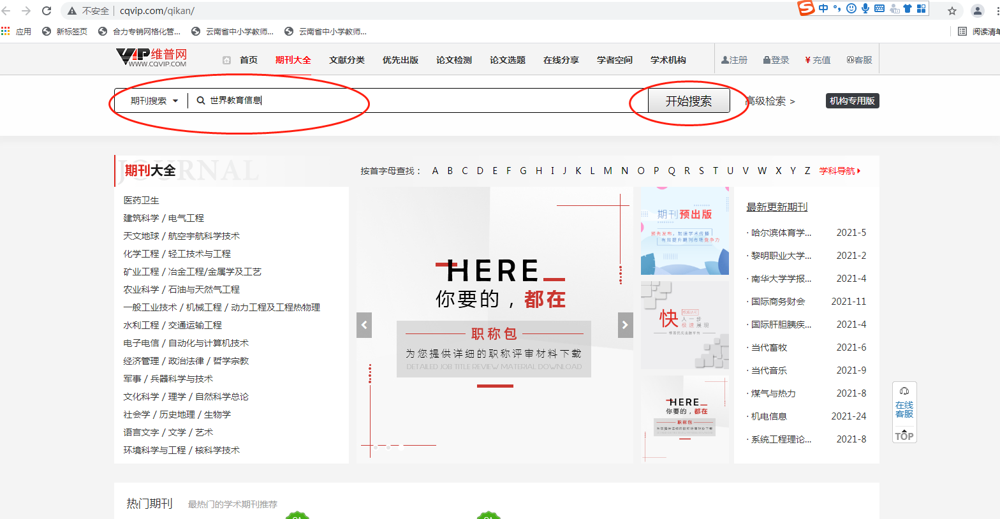 不安全 cqvip.com/qikan/
中
应用 新标签页 合力专销网格化管... 云南省中小学教师... 云南省中小学教师... 阅读清单
VIP维普网
WWW.CQVIP.COM
首页 期刊大全 文献分类 优先出版 论文检测 论文选题 在线分享 学者空间 学术机构 注册 登录 ¥ 充值 客服
期刊搜索 世界教育信息 开始搜索 高级检索 > 机构专用版
JOURNAL
期刊大全
按首字母查找： A B C D E F G H I J K L M N O P Q R S T U V W X Y Z 学科导航
医药卫生
建筑科学 / 电气工程
天文地球 / 航空宇航科学技术
化学工程 / 轻工技术与工程
矿业工程 / 冶金工程/金属学及工艺
农业科学 / 石油与天然气工程
一般工业技术 / 机械工程 / 动力工程及工程热物理
水利工程 / 交通运输工程
电子电信 / 自动化与计算机技术
经济管理 / 政治法律 / 哲学宗教
军事 / 兵器科学与技术
文化科学 / 理学 / 自然科学总论
社会学 / 历史地理 / 生物学
语言文字 / 文学 / 艺术
环境科学与工程 / 核科学技术
HERE
你要的，都在
职称包
为您提供详细的职称评审材料下载
DETAILED JOB TITLE REVIEW MATERIAL DOWNLOAD
期刊预出版
预先发布，加速学术传播
有效提升期刊市场竞争力
快
人一步
极速展现
HERE
你要的，都在
职称包
为您提供详细的职称评审材料下载
最新更新期刊
· 哈尔滨体育学... 2021-5
· 黎明职业大学... 2021-2
· 南华大学学报... 2021-4
· 国际商务财会 2021-11
· 国际肝胆胰疾... 2021-4
· 当代畜牧 2021-6
· 当代音乐 2021-9
· 煤气与热力 2021-8
· 机电信息 2021-24
· 系统工程理论... 2021-8
在线
客服
TOP
热门期刊 最热门的学术期刊推荐